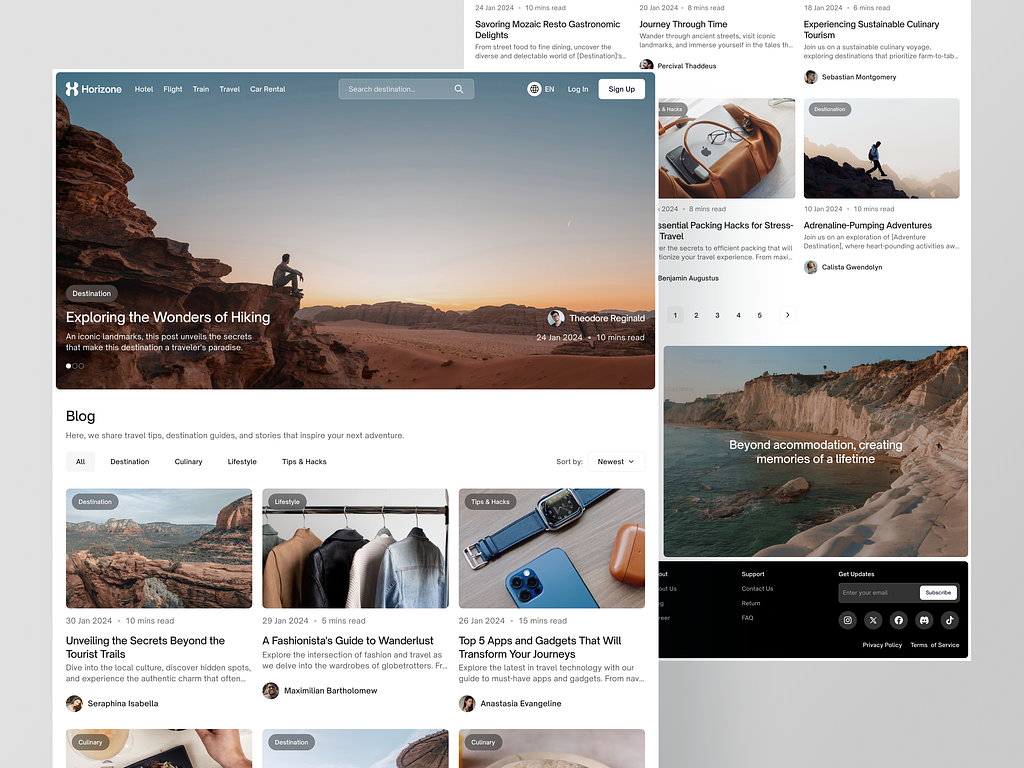 24 Jan 2024 • 10 mins read
Savoring Mozaic Resto Gastronomic
Delights
From street food to fine dining, uncover the
diverse and delectable world of [Destination]'s...
20 Jan 2024 • 8 mins read
Journey Through Time
Wander through ancient streets, visit iconic
landmarks, and immerse yourself in the tales th...
Percival Thaddeus
18 Jan 2024 • 6 mins read
Experiencing Sustainable Culinary
Tourism
Join us on a sustainable culinary voyage,
exploring destinations that prioritize farm-to-tab...
Sebastian Montgomery
Horizone
Hotel
Flight
Train
Travel
Car Rental
Search destination...
EN
Log In
Sign Up
Destination
Exploring the Wonders of Hiking
An iconic landmarks, this post unveils the secrets
that make this destination a traveler's paradise.
Theodore Reginald
24 Jan 2024 • 10 mins read
s & Hacks
2024 • 8 mins read
ssential Packing Hacks for Stress-
Travel
er the secrets to efficient packing that will
tionize your travel experience. From maxi...
Benjamin Augustus
Destination
10 Jan 2024 • 10 mins read
Adrenaline-Pumping Adventures
Join us on an exploration of [Adventure
Destination], where heart-pounding activities aw...
Calista Gwendolyn
1
2
3
4
5
Beyond acommodation, creating
memories of a lifetime
Blog
Here, we share travel tips, destination guides, and stories that inspire your next adventure.
All
Destination
Culinary
Lifestyle
Tips & Hacks
Sort by:
Newest
Destination
30 Jan 2024 • 10 mins read
Unveiling the Secrets Beyond the
Tourist Trails
Dive into the local culture, discover hidden spots,
and experience the authentic charm that often...
Seraphina Isabella
Lifestyle
29 Jan 2024 • 5 mins read
A Fashionista's Guide to Wanderlust
Explore the intersection of fashion and travel as
we delve into the wardrobes of globetrotters. Fr...
Maximilian Bartholomew
Tips & Hacks
26 Jan 2024 • 15 mins read
Top 5 Apps and Gadgets That Will
Transform Your Journeys
Explore the latest in travel technology with our
guide to must-have apps and gadgets. From nav...
Anastasia Evangeline
Culinary
Destination
Culinary
out
out Us
og
reer
Support
Contact Us
Return
FAQ
Get Updates
Enter your email
Subscribe
Privacy Policy
Terms of Service